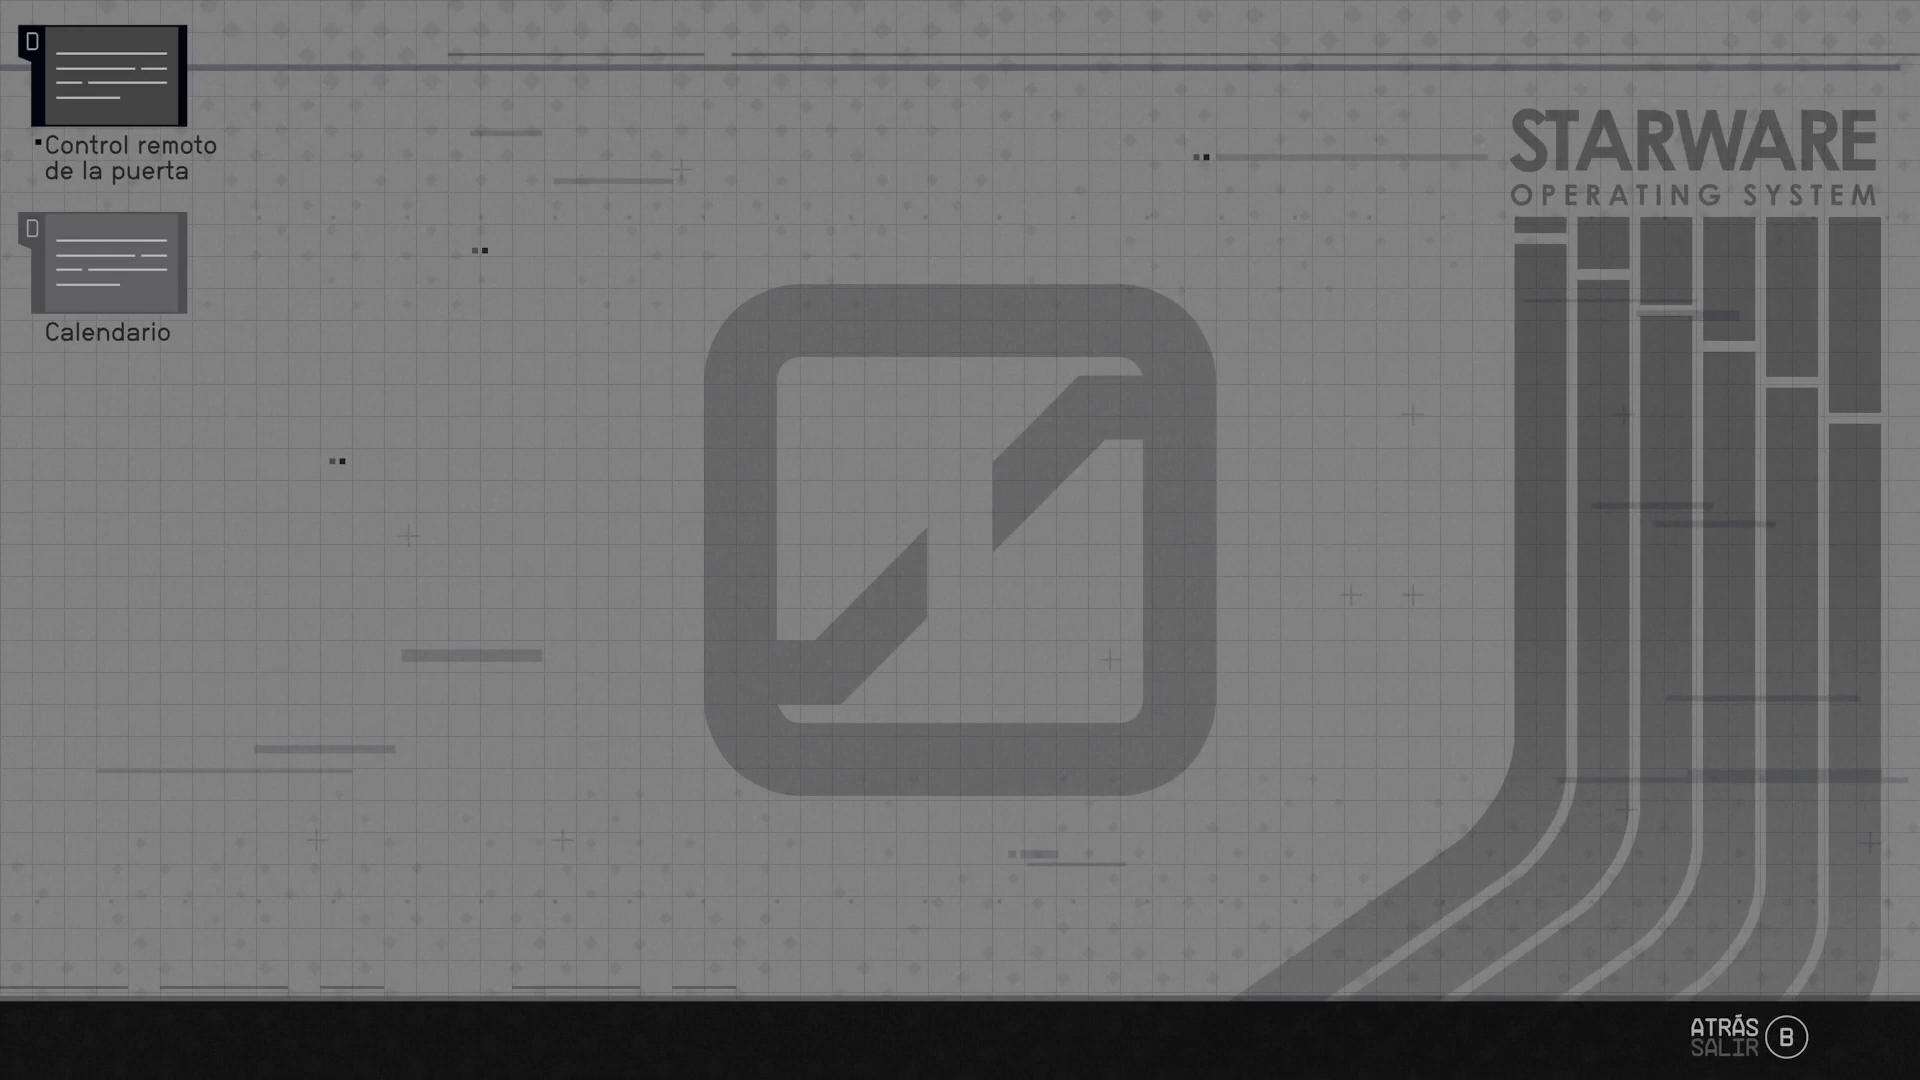 Control remoto
de la puerta
Calendario
STARWARE
OPERATING SYSTEM
ATRÁS
SALIR
B